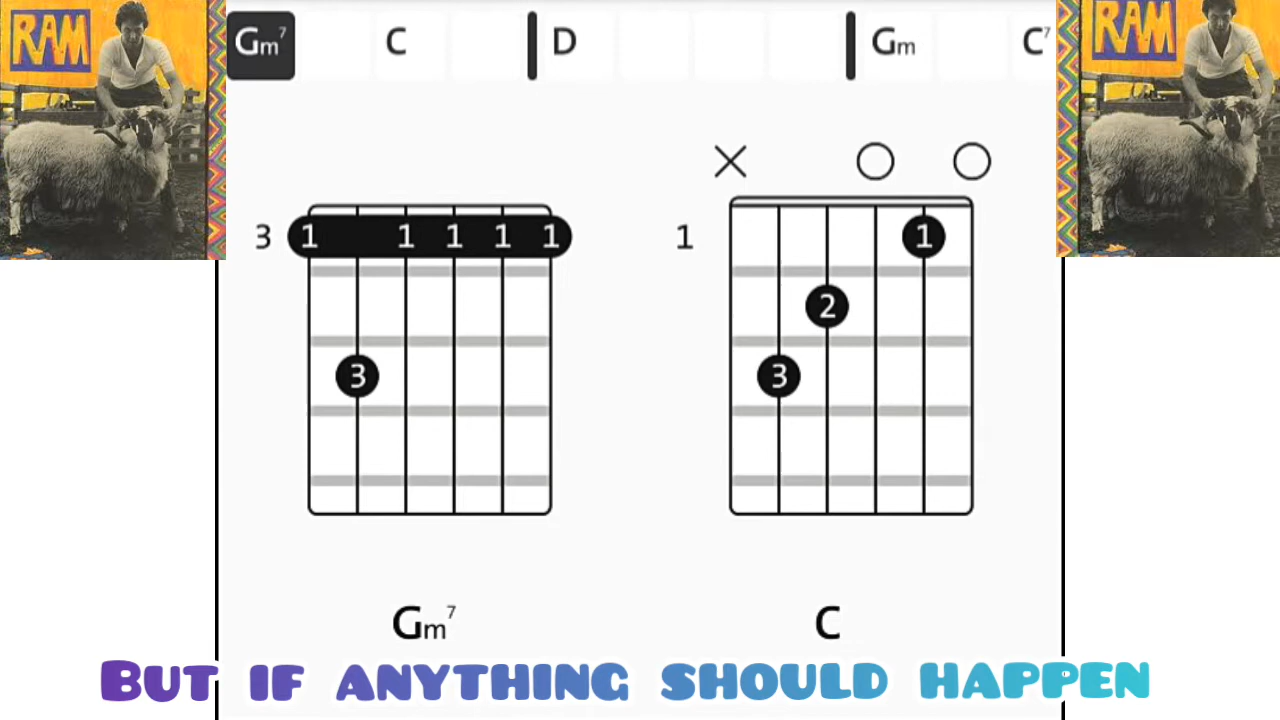 RAM Gm7 C D Gm C7 RAM
3 1 1 1 1 1 1 1
2
3 3
Gm7 C
BUT IF ANYTHING SHOULD HAPPEN